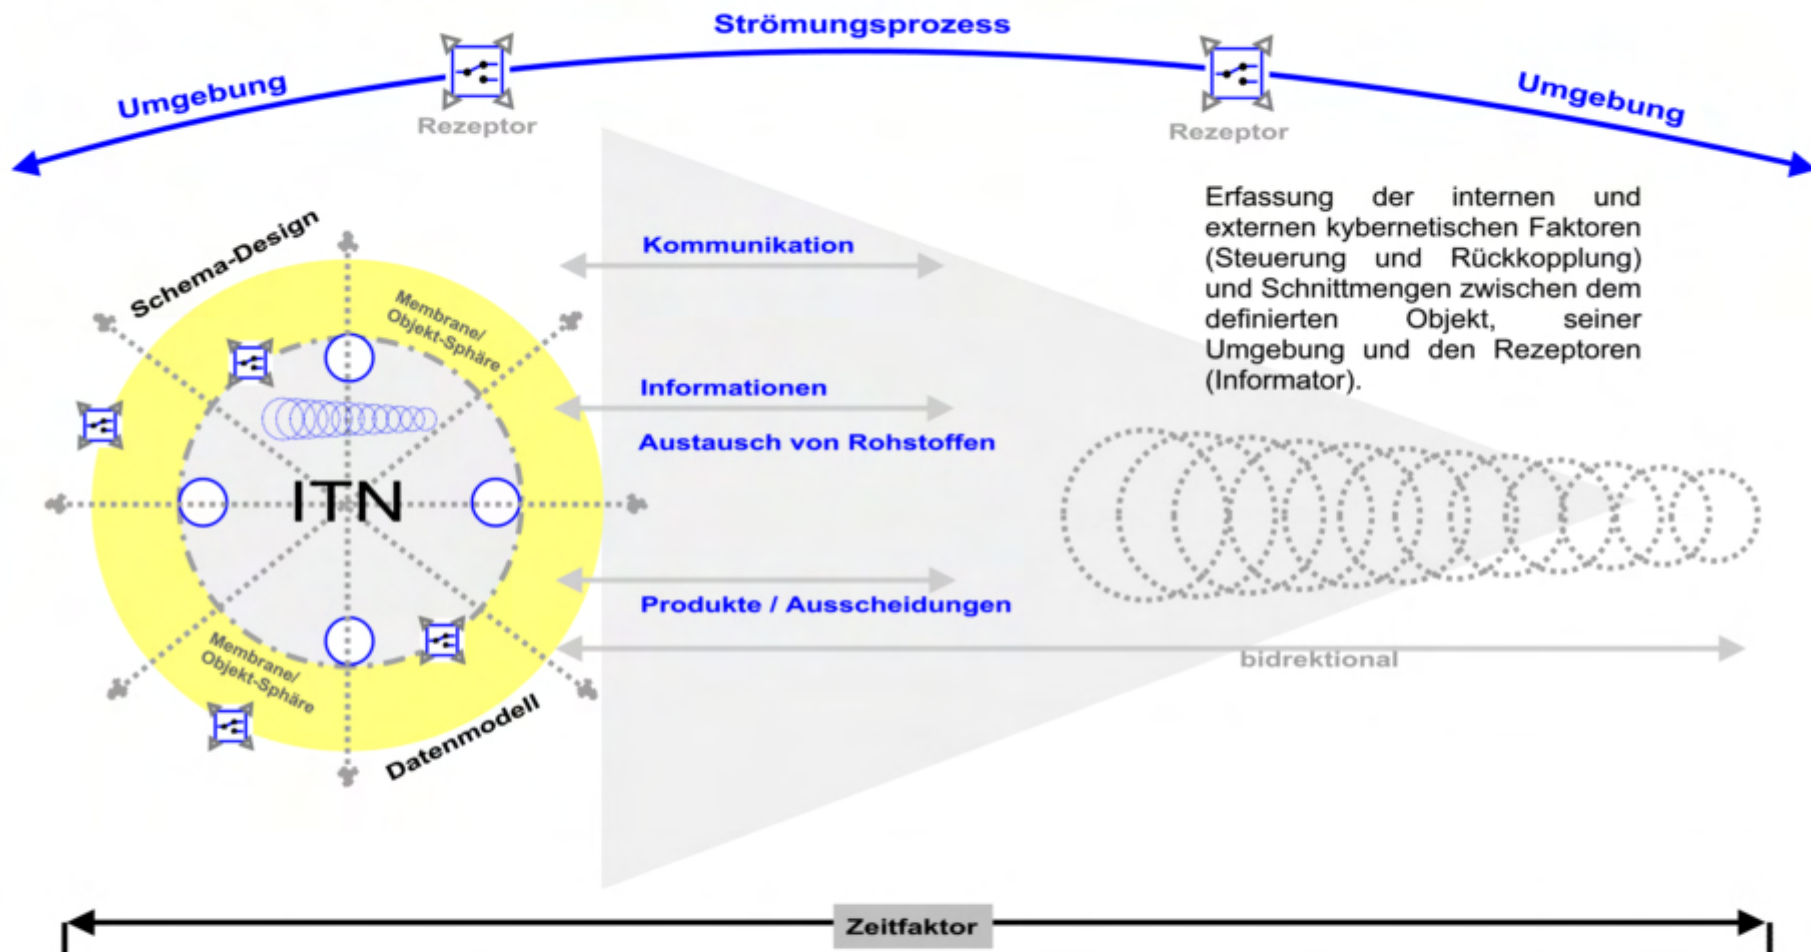 Strömungsprozess
Umgebung
Umgebung
Rezeptor
Rezeptor
Erfassung der internen und
externen kybernetischen Faktoren
(Steuerung und Rückkopplung)
und Schnittmengen zwischen dem
definierten Objekt, seiner
Umgebung und den Rezeptoren
(Informator).
Schema-Design
Membrane/
Objekt-Sphäre
Kommunikation
Informationen
Austausch von Rohstoffen
ITN
Produkte / Ausscheidungen
Membrane/
Objekt-Sphäre
bidrektional
Datenmodell
Zeitfaktor